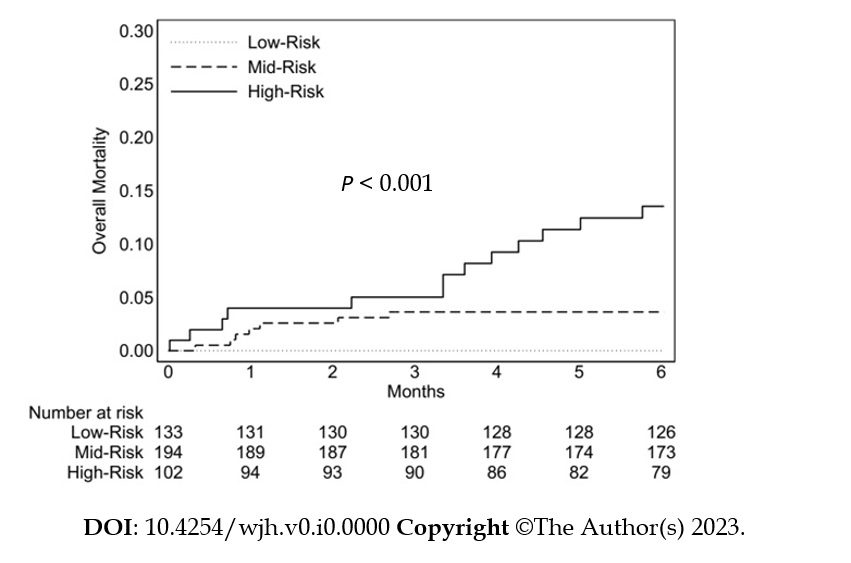 0.30
Low-Risk
Mid-Risk
0.25
High-Risk
0.20
P < 0.001
0.15
Overall Mortality
0.10
0.05
0.00
0 1 2 3 4 5 6
Months
Number at risk
Low-Risk 133 131 130 130 128 128 126
Mid-Risk 194 189 187 181 177 174 173
High-Risk 102 94 93 90 86 82 79
DOI: 10.4254/wjh.v0.i0.0000 Copyright ©The Author(s) 2023.